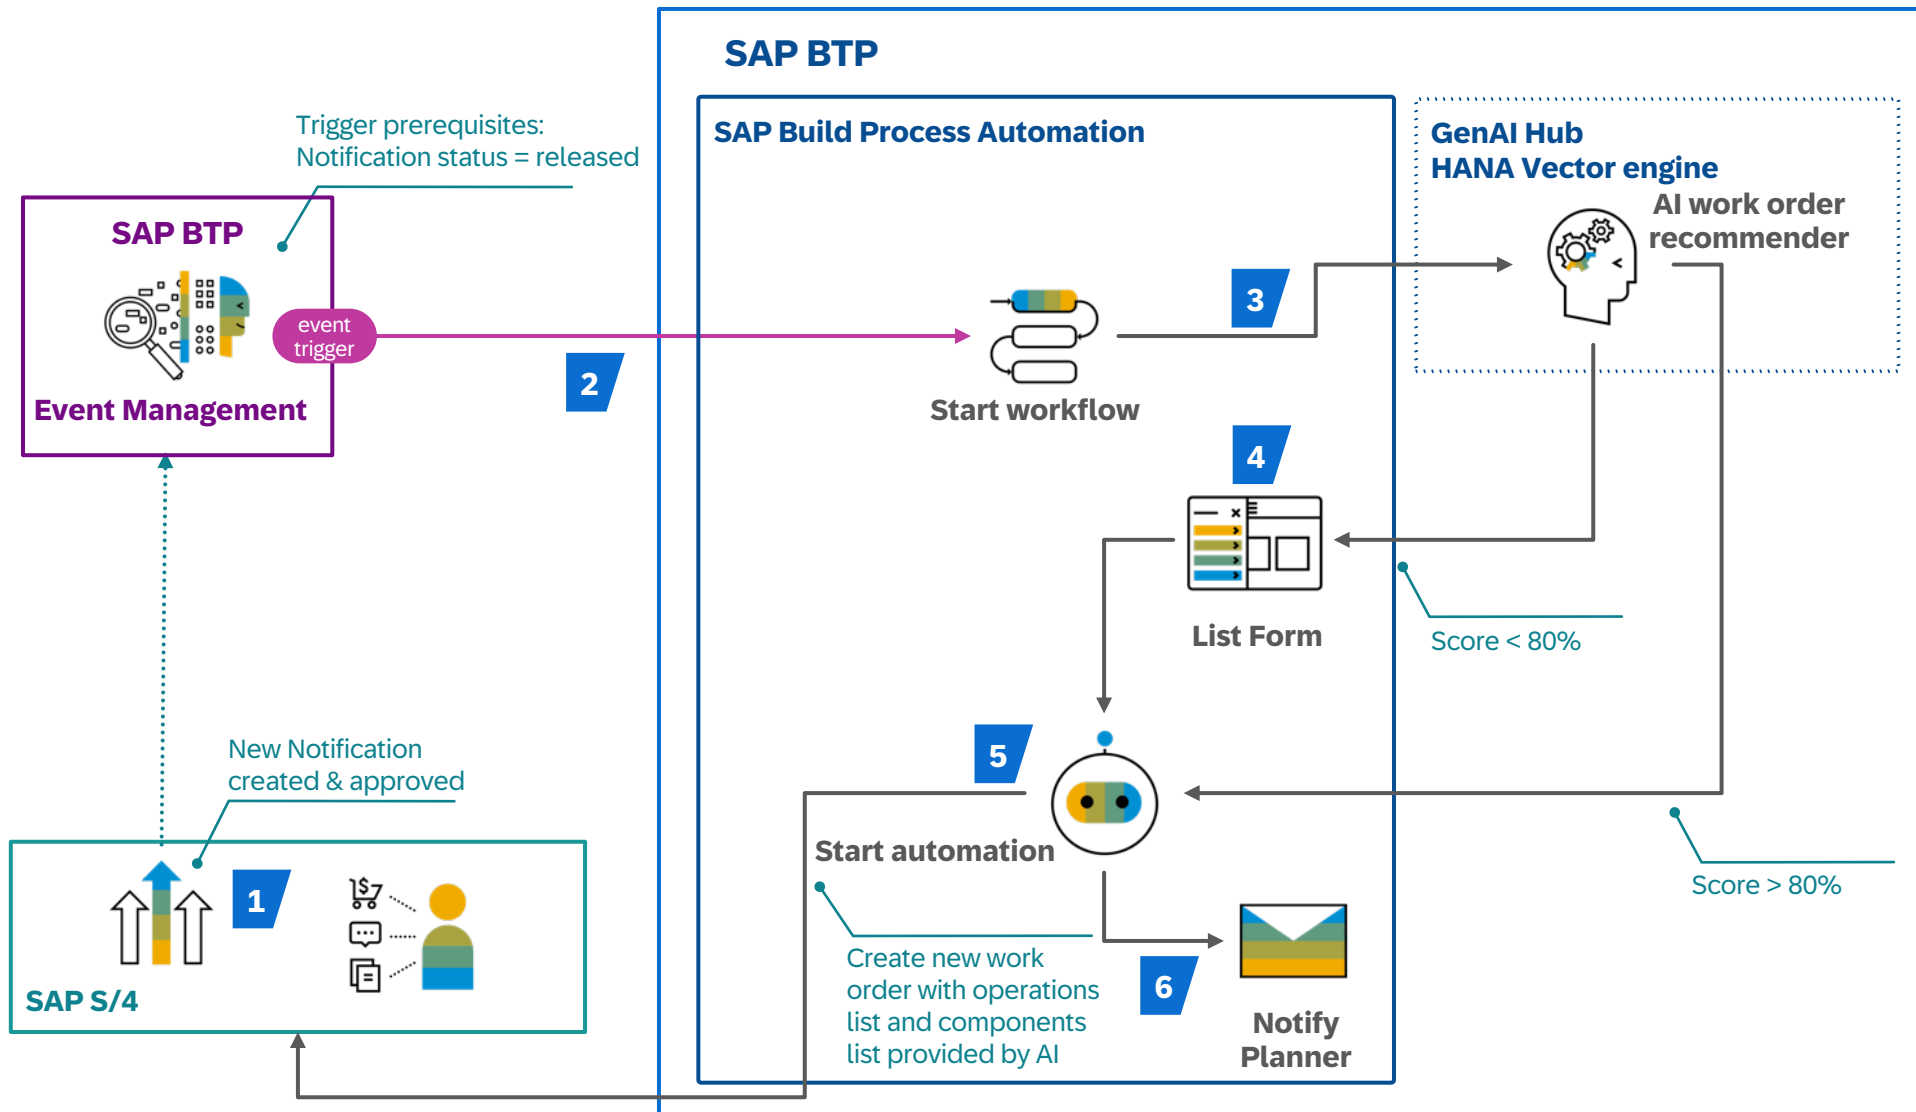 SAP BTP
SAP Build Process Automation
GenAI Hub
HANA Vector engine
AI work order
recommender
Trigger prerequisites:
Notification status = released
SAP BTP
event
trigger
Event Management
2
Start workflow
3
4
List Form
Score < 80%
5
Start automation
Score > 80%
New Notification
created & approved
1
$
SAP S/4
Create new work
order with operations
list and components
list provided by AI
6
Notify
Planner